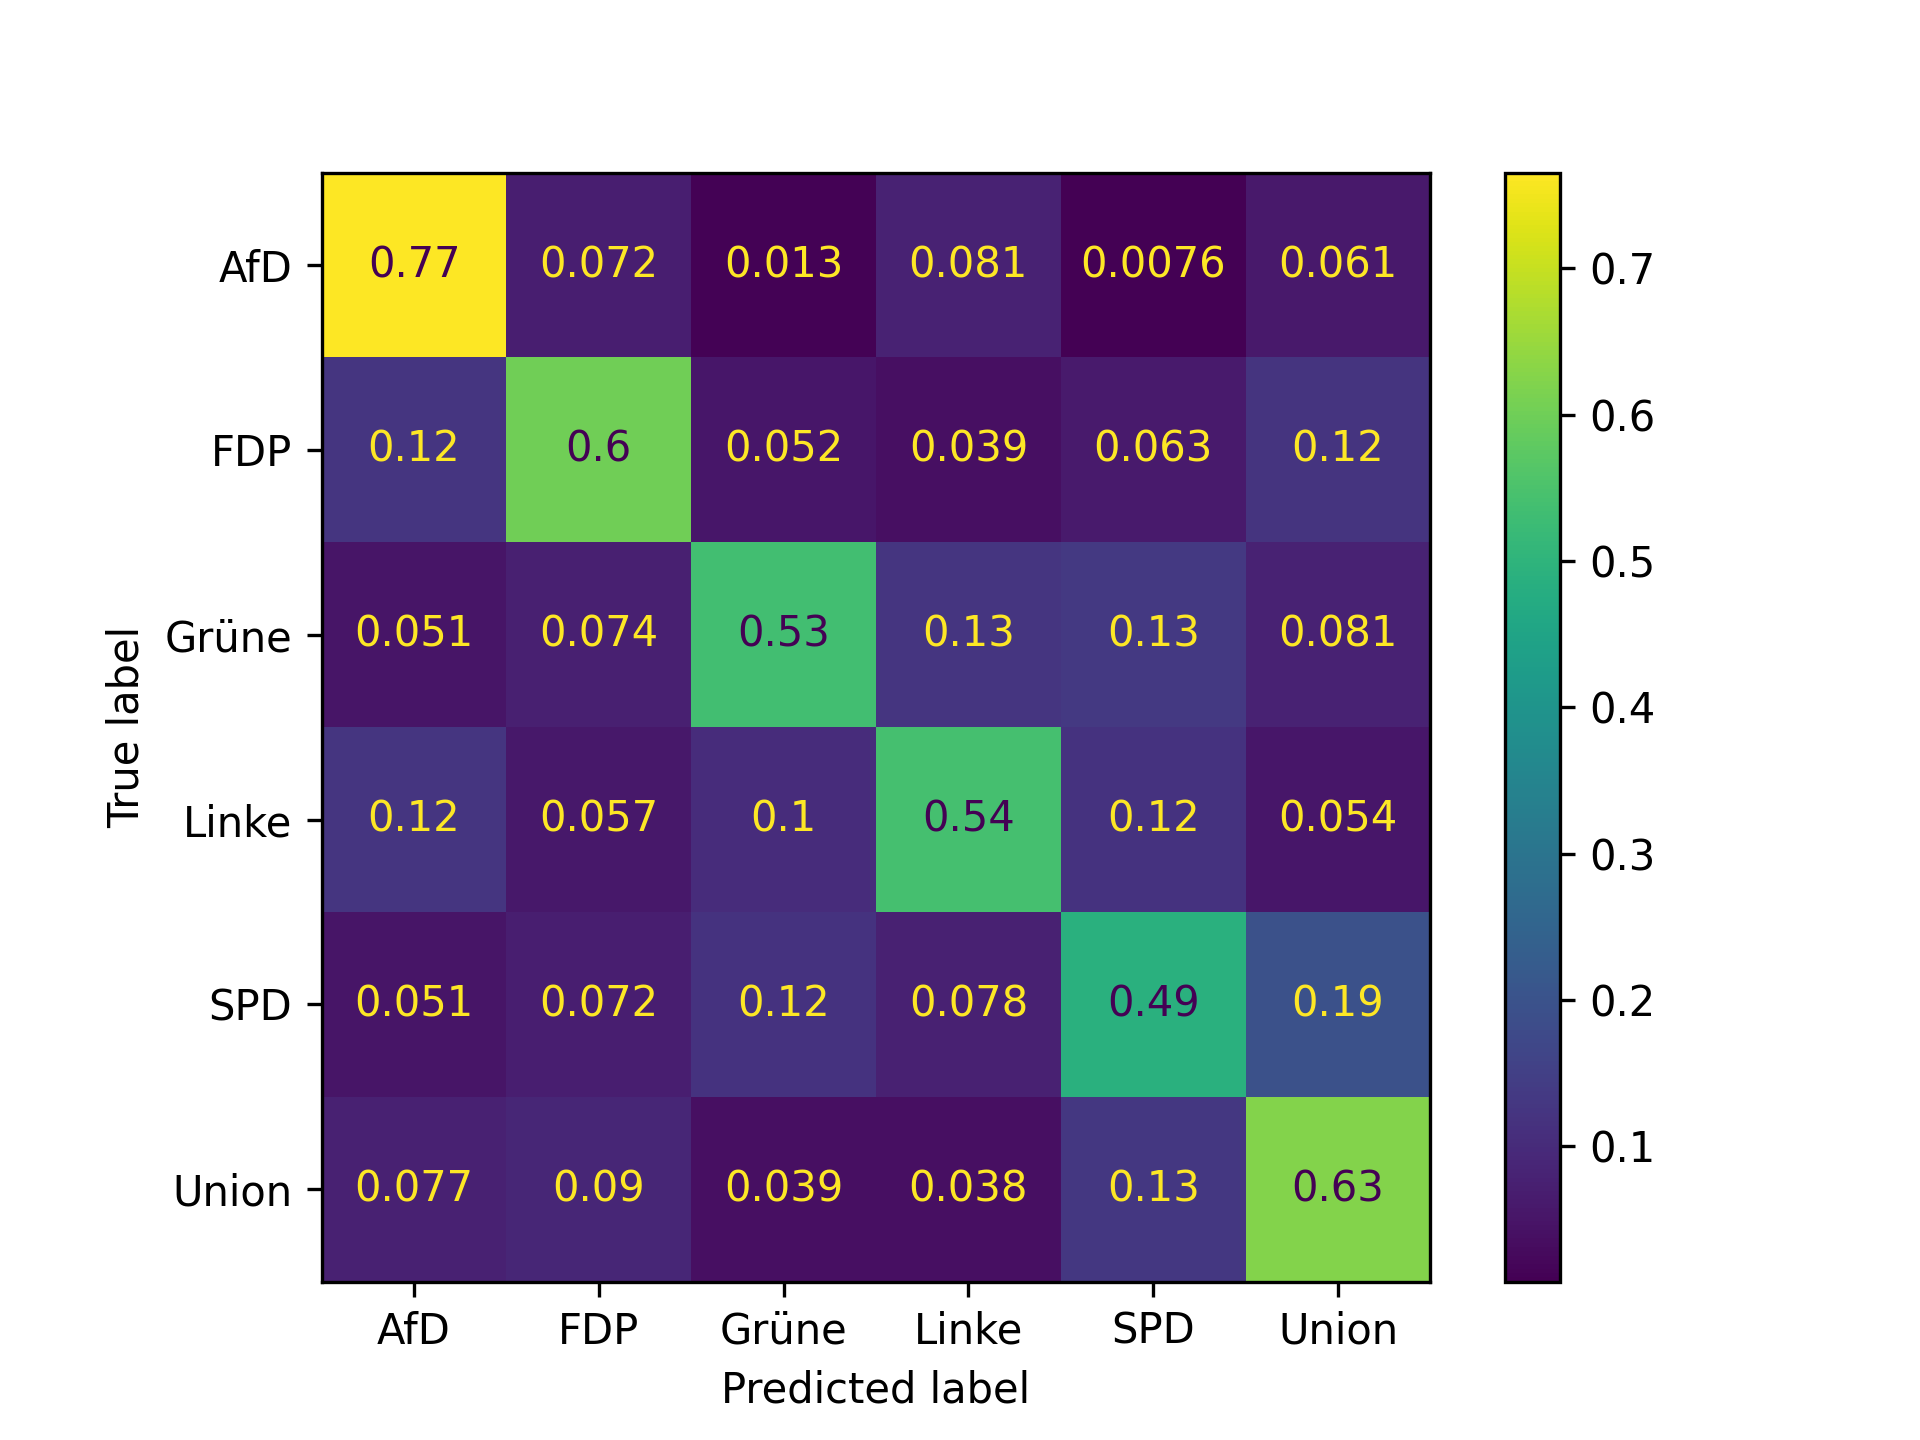 AfD 0.77 0.072 0.013 0.081 0.0076 0.061
FDP 0.12 0.6 0.052 0.039 0.063 0.12
Grüne 0.051 0.074 0.53 0.13 0.13 0.081
Linke 0.12 0.057 0.1 0.54 0.12 0.054
SPD 0.051 0.072 0.12 0.078 0.49 0.19
Union 0.077 0.09 0.039 0.038 0.13 0.63
AfD FDP Grüne Linke SPD Union
Predicted label
True label
0.7
0.6
0.5
0.4
0.3
0.2
0.1